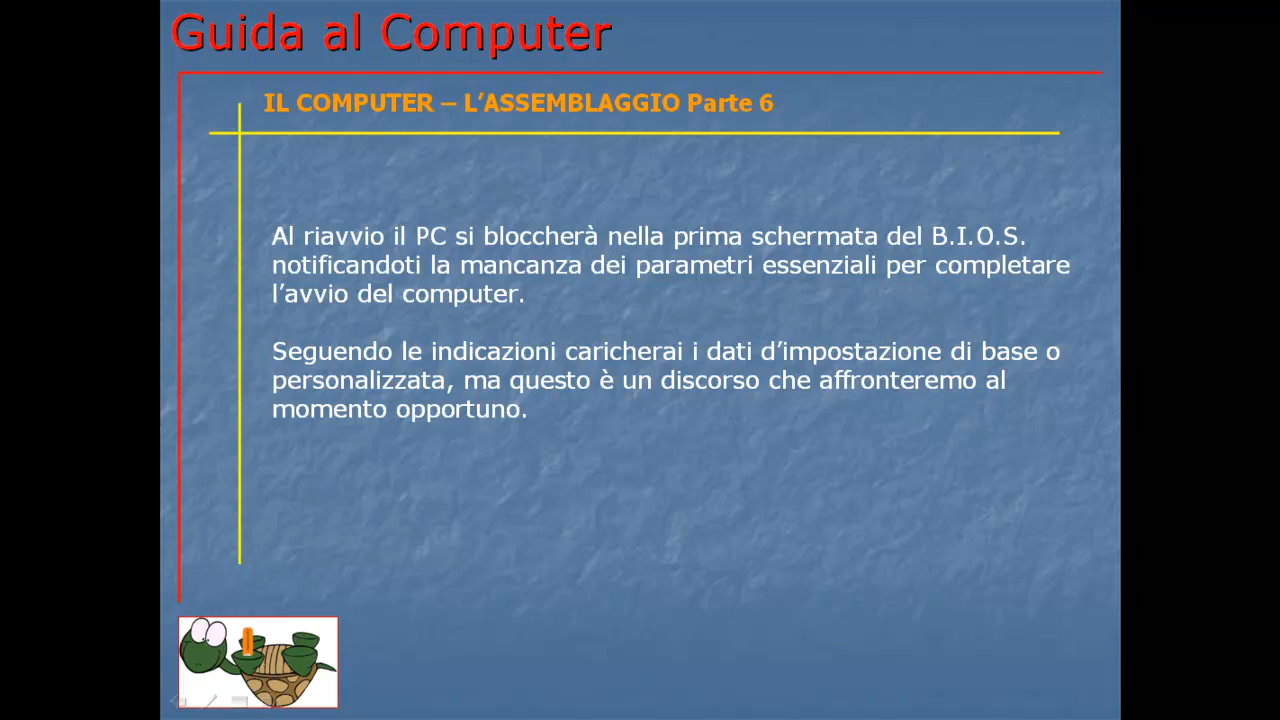 Guida al Computer
IL COMPUTER – L’ASSEMBLAGGIO Parte 6
Al riavvio il PC si bloccherà nella prima schermata del B.I.O.S.
notificandoti la mancanza dei parametri essenziali per completare
l’avvio del computer.
Seguendo le indicazioni caricherai i dati d’impostazione di base o
personalizzata, ma questo è un discorso che affronteremo al
momento opportuno.